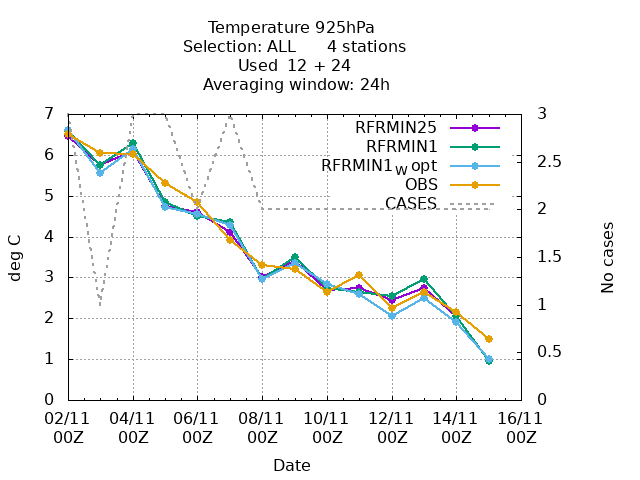 Temperature 925hPa
Selection: ALL 4 stations
Used 12 + 24
Averaging window: 24h
7 3
RFRMIN25
RFRMIN1
6 2.5
RFRMIN1w opt
OBS
5 2
CASES
4 1.5
deg C No cases
3
2 1
1 0.5
0 0
02/11 04/11 06/11 08/11 10/11 12/11 14/11 16/11
00Z 00Z 00Z 00Z 00Z 00Z 00Z 00Z
Date